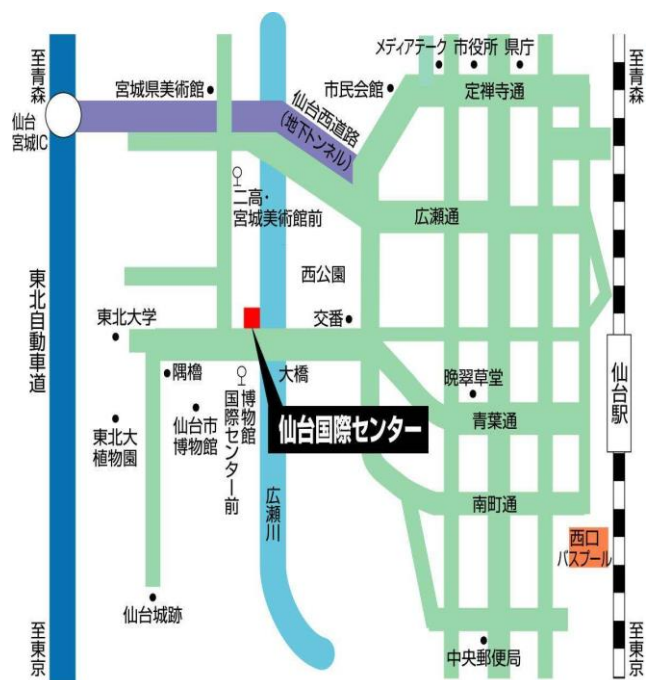 メディアテーク 市役所 県庁
至青森
至青森
宮城県美術館
市民会館
定禅寺通
仙台西道路
(地下トンネル)
仙台
宮城IC
二高・
宮城美術館前
広瀬通
西公園
東北自動車道
東北大学
交番
仙台駅
隅櫓
大橋
晩翠草堂
博物館
国際センター前
仙台市
博物館
仙台国際センター
青葉通
東北大
植物園
広瀬川
南町通
西口
バスプール
仙台城跡
至東京
中央郵便局
至東京